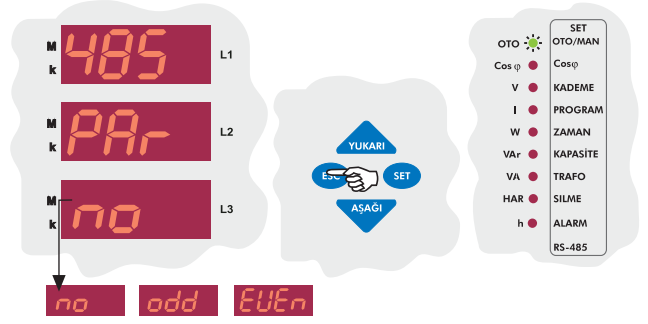 M
k
485
L1
M
k
PAr
L2
M
k
no
L3
no odd EVEn
YUKARI
ESC
SET
AŞAĞI
SET
OTO OTO/MAN
Cos φ Cosφ
V KADEME
I PROGRAM
W ZAMAN
VAr KAPASİTE
VA TRAFO
HAR SILME
h ALARM
RS-485